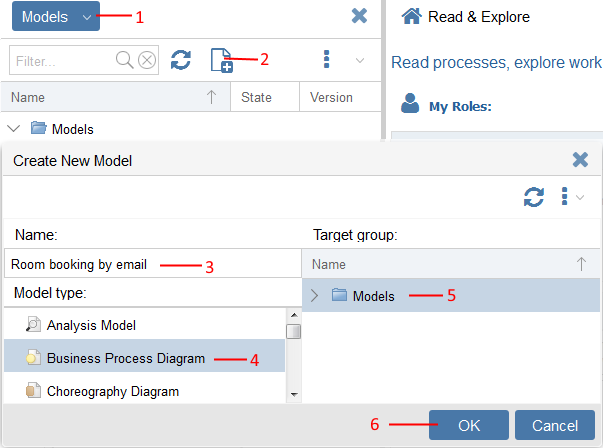 Models 1
Read & Explore
Filter... 2
Read processes, explore work
Name State Version
My Roles:
Models
Create New Model
Name: Target group:
Room booking by email 3
Name
Model type:
Models 5
Analysis Model
Business Process Diagram 4
Choreography Diagram
6 OK Cancel